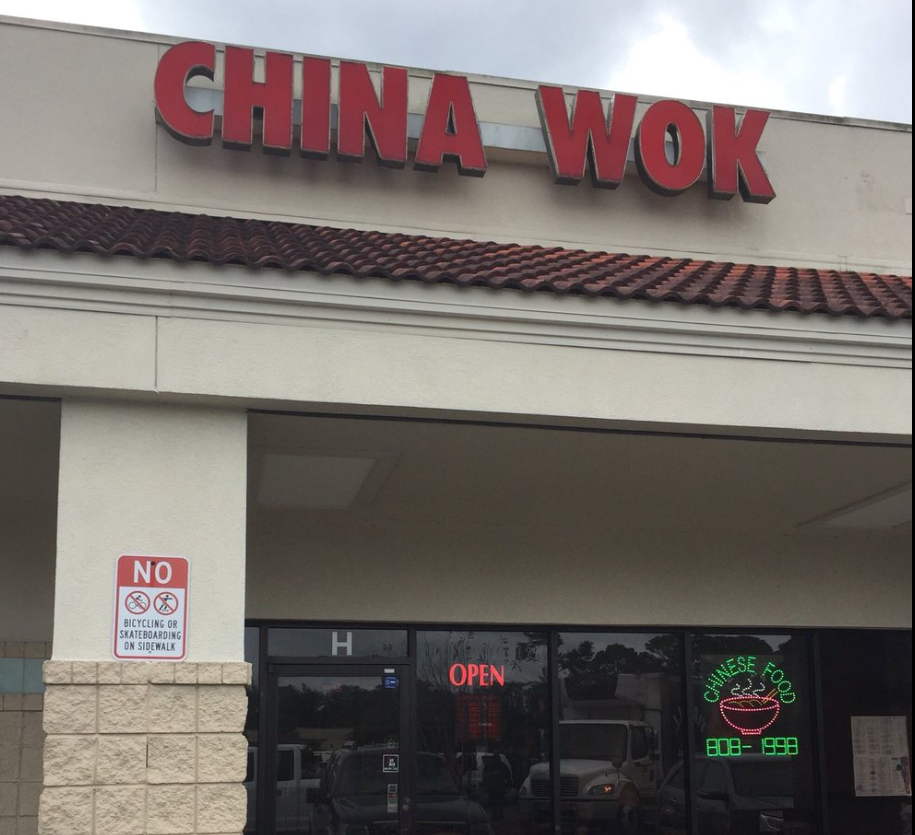 CHINA WOK
NO
BICYCLING OR
SKATEBOARDING
ON SIDEWALK
H
OPEN
CHINESE FOOD
808-1998